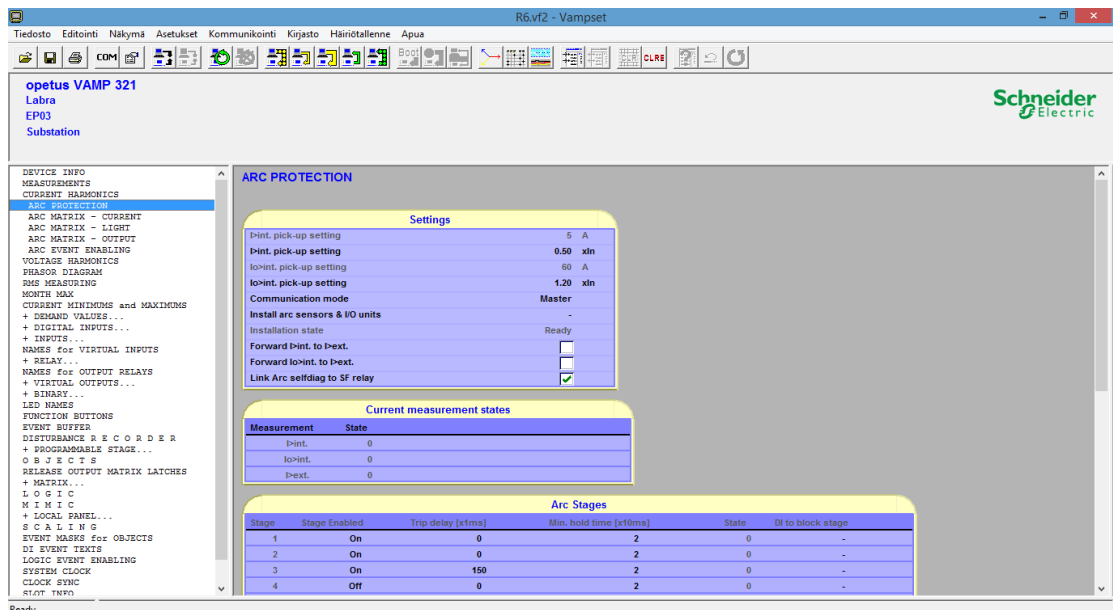 R6.vf2 - Vampset
Tiedosto Editointi Näkymä Asetukset Kommunikointi Kirjasto Häiriötallenne Apua
COM Boot CLRE
opetus VAMP 321
Labra
EP03
Substation
Schneider
Electric
DEVICE INFO
MEASUREMENTS
CURRENT HARMONICS
ARC PROTECTION
ARC MATRIX - CURRENT
ARC MATRIX - LIGHT
ARC MATRIX - OUTPUT
ARC EVENT ENABLING
VOLTAGE HARMONICS
PHASOR DIAGRAM
RMS MEASURING
MONTH MAX
CURRENT MINIMUMS and MAXIMUMS
+ DEMAND VALUES...
+ DIGITAL INPUTS...
+ INPUTS...
NAMES for VIRTUAL INPUTS
+ RELAY...
NAMES for OUTPUT RELAYS
+ VIRTUAL OUTPUTS...
+ BINARY...
LED NAMES
FUNCTION BUTTONS
EVENT BUFFER
DISTURBANCE R E C O R D E R
+ PROGRAMMABLE STAGE...
O B J E C T S
RELEASE OUTPUT MATRIX LATCHES
+ MATRIX...
L O G I C
M I M I C
+ LOCAL PANEL...
S C A L I N G
EVENT MASKS for OBJECTS
DI EVENT TEXTS
LOGIC EVENT ENABLING
SYSTEM CLOCK
CLOCK SYNC
SLOT INFO
ARC PROTECTION
Settings
I>int. pick-up setting 5 A
I>int. pick-up setting 0.50 xIn
Io>int. pick-up setting 60 A
Io>int. pick-up setting 1.20 xIn
Communication mode Master
Install arc sensors & I/O units -
Installation state Ready
Forward I>int. to I>ext.
Forward Io>int. to I>ext.
Link Arc selfdiag to SF relay
Current measurement states
Measurement State
I>int. 0
Io>int. 0
I>ext. 0
Arc Stages
Stage Stage Enabled Trip delay [x1ms] Min. hold time [x10ms] State DI to block stage
1 On 0 2 0 -
2 On 0 2 0 -
3 On 150 2 0 -
4 Off 0 2 0 -
Ready